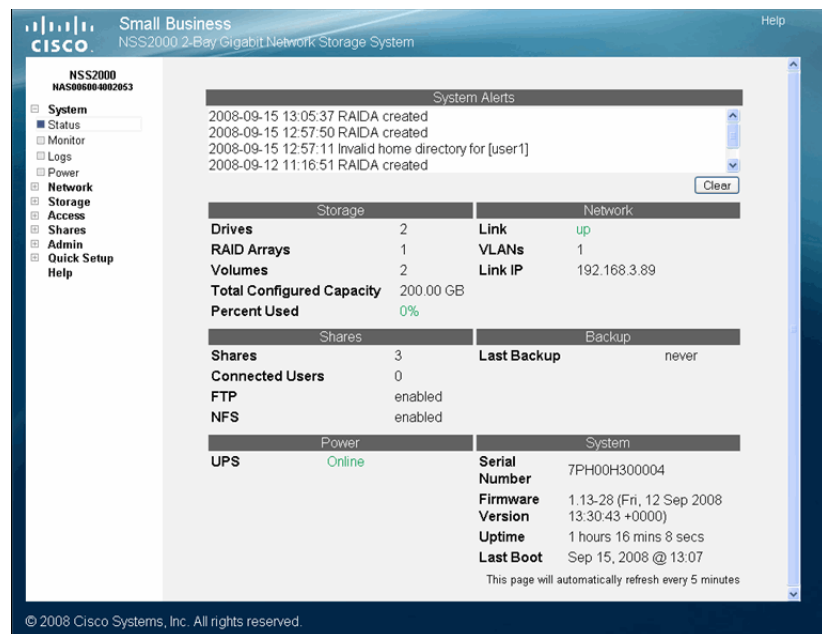 Small Business
Help
CISCO
NSS2000 2-Bay Gigabit Network Storage System
NSS2000
NAS006004002053
System
Status
Monitor
Logs
Power
Network
Storage
Access
Shares
Admin
Quick Setup
Help
System Alerts
2008-09-15 13:05:37 RAIDA created
2008-09-15 12:57:50 RAIDA created
2008-09-15 12:57:11 Invalid home directory for [user1]
2008-09-12 11:16:51 RAIDA created
Clear
Storage
Drives 2
RAID Arrays 1
Volumes 2
Total Configured Capacity 200.00 GB
Percent Used 0%
Network
Link up
VLANs 1
Link IP 192.168.3.89
Shares
Shares 3
Connected Users 0
FTP enabled
NFS enabled
Backup
Last Backup never
Power
UPS Online
System
Serial Number 7PH00H300004
Firmware Version 1.13-28 (Fri, 12 Sep 2008
13:30:43 +0000)
Uptime 1 hours 16 mins 8 secs
Last Boot Sep 15, 2008 @ 13:07
This page will automatically refresh every 5 minutes
© 2008 Cisco Systems, Inc. All rights reserved.